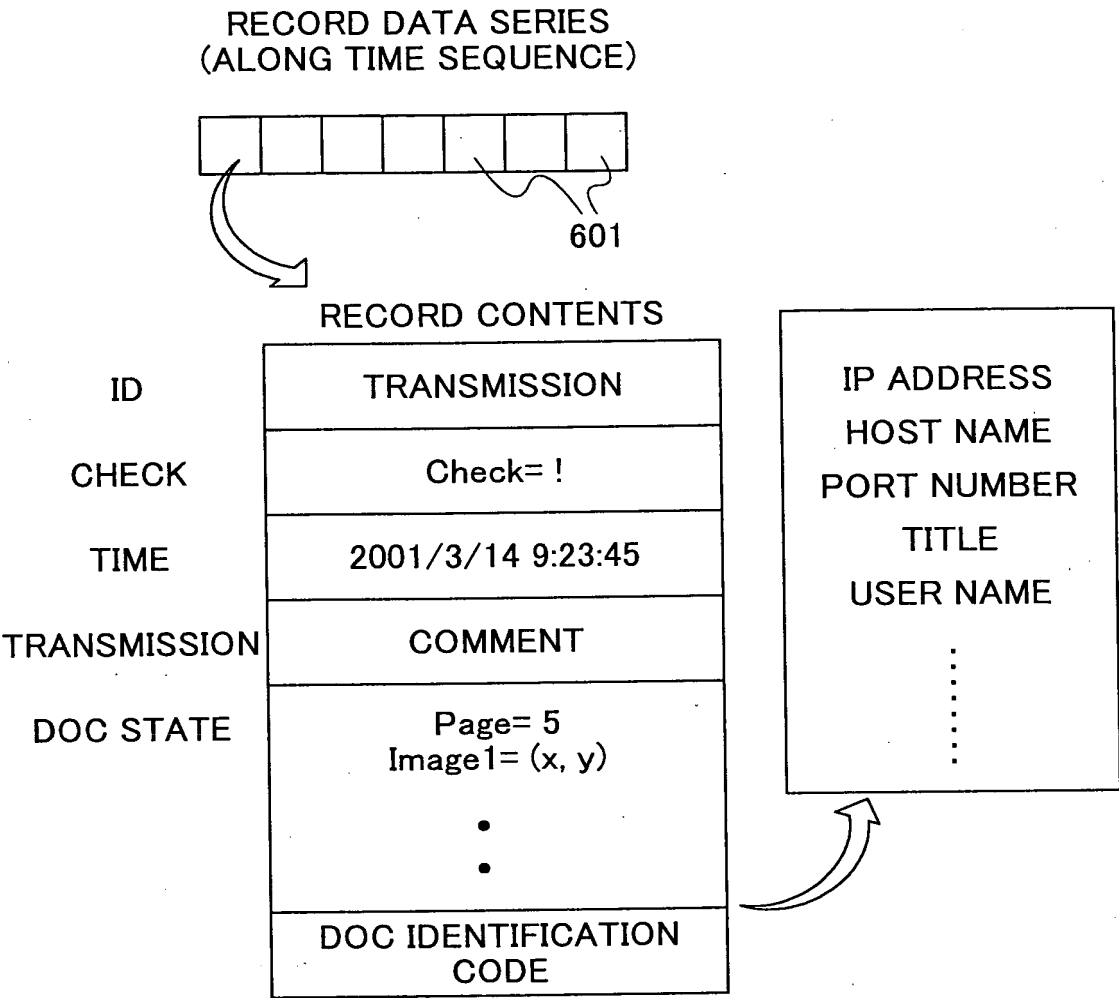 RECORD DATA SERIES
(ALONG TIME SEQUENCE)
601
RECORD CONTENTS
ID
TRANSMISSION
CHECK
Check= !
TIME
2001/3/14 9:23:45
TRANSMISSION
COMMENT
DOC STATE
Page= 5
Image1= (x, y)
DOC IDENTIFICATION
CODE
IP ADDRESS
HOST NAME
PORT NUMBER
TITLE
USER NAME